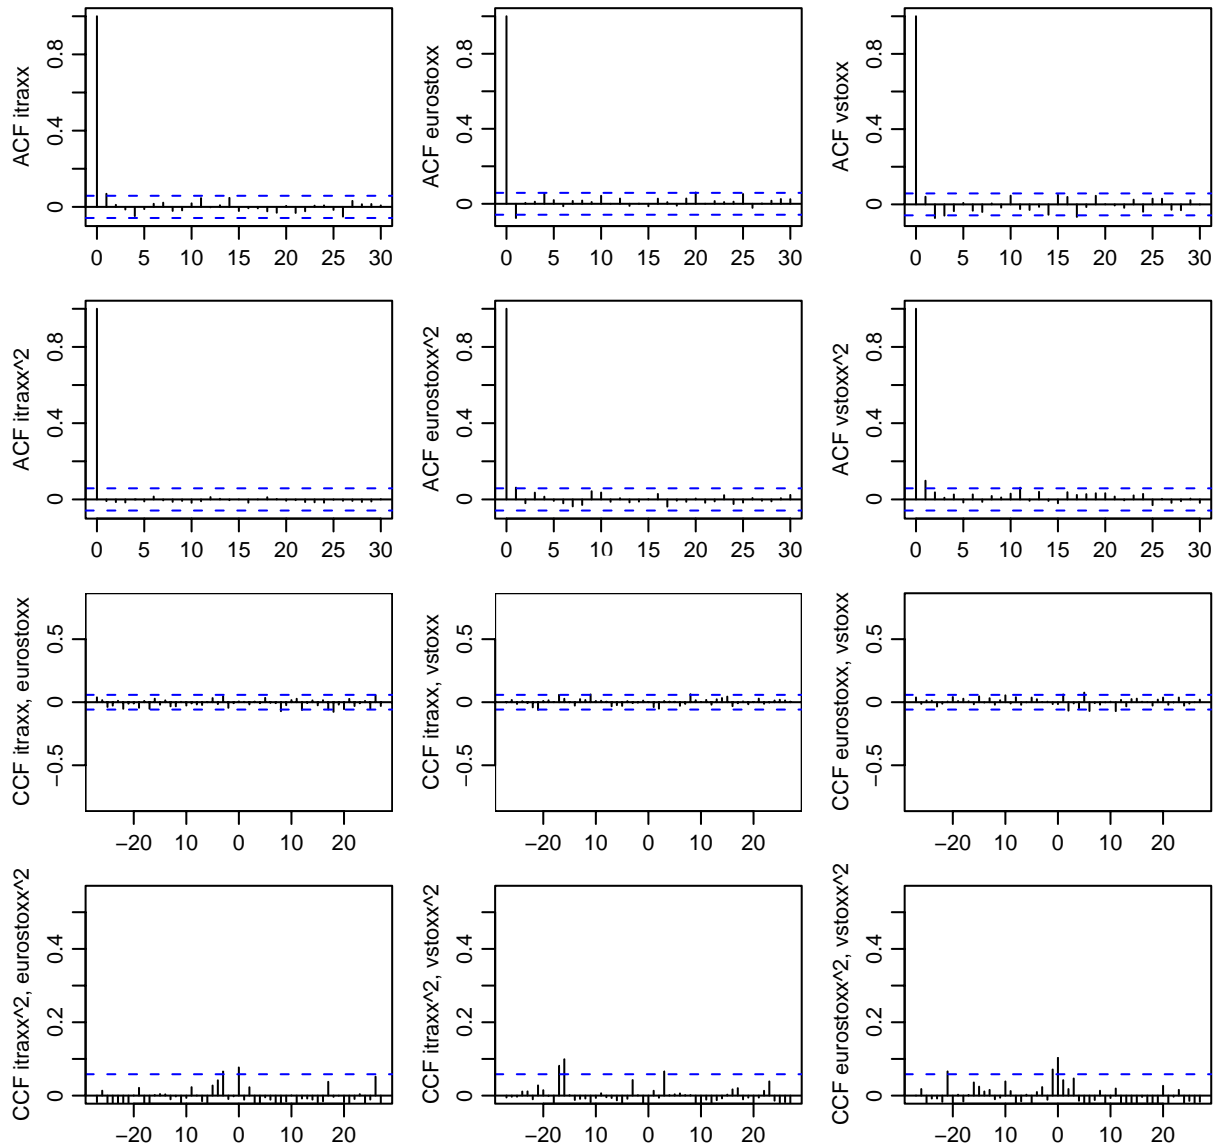 ACF itraxx
0 0.4 0.8
0 5 10 15 20 25 30
ACF eurostoxx
0 0.4 0.8
0 5 10 15 20 25 30
ACF vstoxx
0 0.4 0.8
0 5 10 15 20 25 30
ACF itraxx^2
0 0.4 0.8
0 5 10 15 20 25 30
ACF eurostoxx^2
0 0.4 0.8
0 5 10 15 20 25 30
ACF vstoxx^2
0 0.4 0.8
0 5 10 15 20 25 30
CCF itraxx, eurostoxx
−0.5 0 0.5
−20 10 0 10 20
CCF itraxx, vstoxx
−0.5 0 0.5
−20 10 0 10 20
CCF eurostoxx, vstoxx
−0.5 0 0.5
−20 10 0 10 20
CCF itraxx^2, eurostoxx^2
0 0.2 0.4
−20 10 0 10 20
CCF itraxx^2, vstoxx^2
0 0.2 0.4
−20 10 0 10 20
CCF eurostoxx^2, vstoxx^2
0 0.2 0.4
−20 10 0 10 20